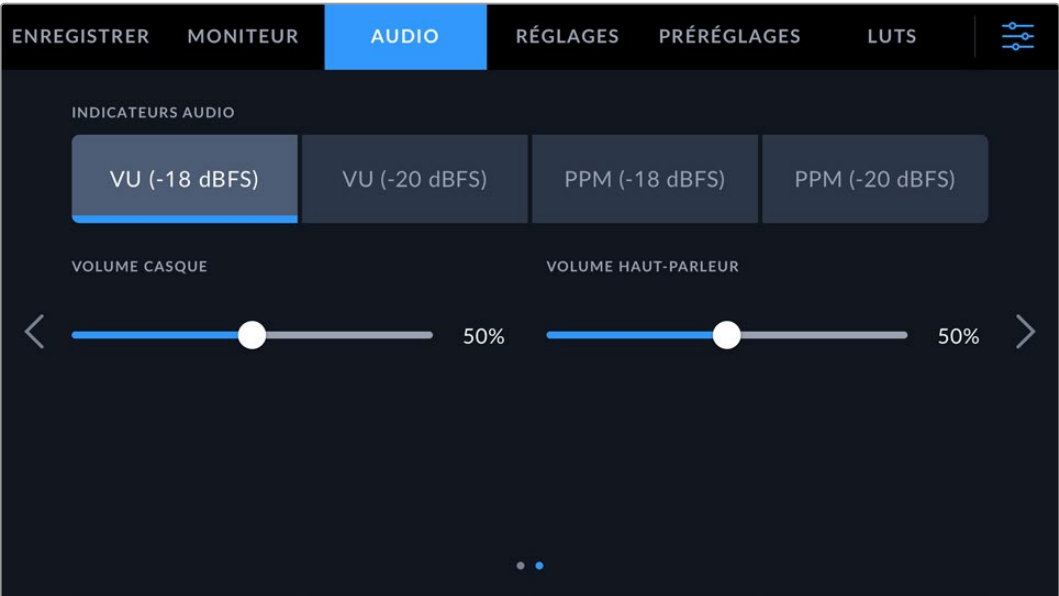 ENREGISTRER MONITEUR AUDIO RÉGLAGES PRÉRÉGLAGES LUTS
INDICATEURS AUDIO
VU (-18 dBFS) VU (-20 dBFS) PPM (-18 dBFS) PPM (-20 dBFS)
VOLUME CASQUE VOLUME HAUT-PARLEUR
50% 50%